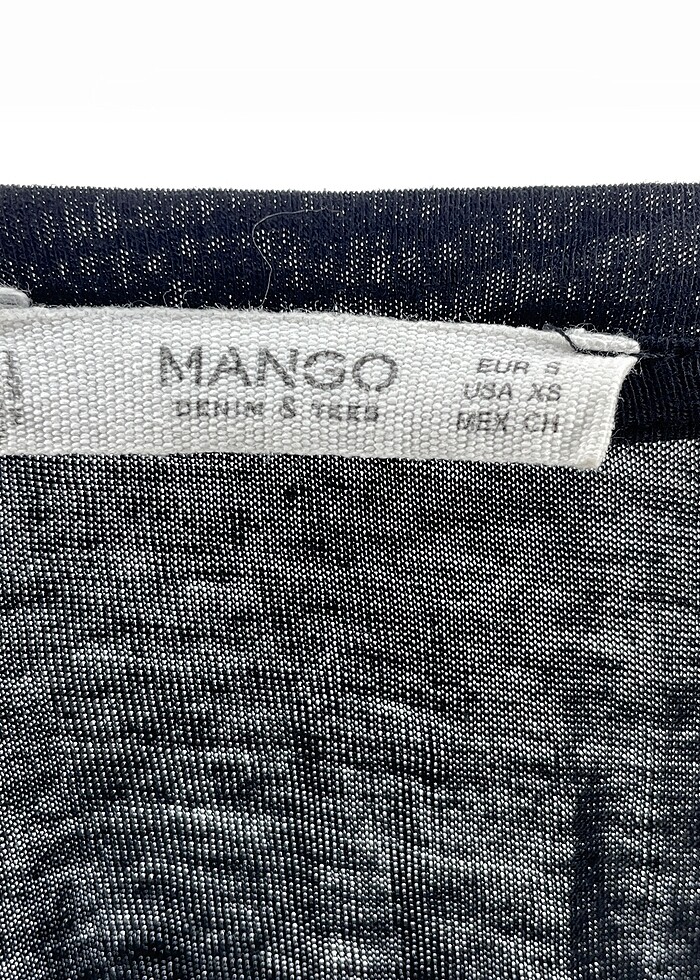 MANGO
DENIM & TEES
EUR S
USA XS
MEX CH